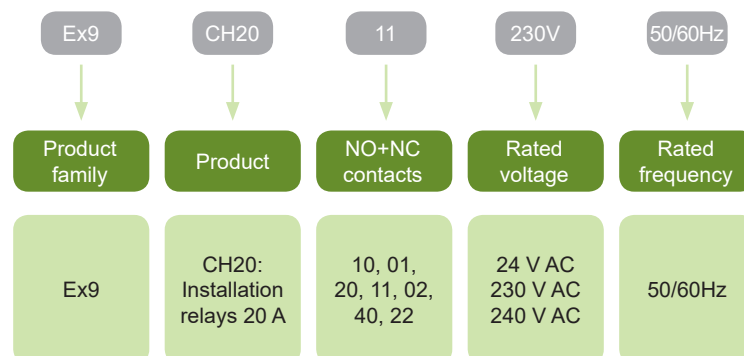 Ex9
CH20
11
230V
50/60Hz
Product
family
Product
NO+NC
contacts
Rated
voltage
Rated
frequency
Ex9
CH20:
Installation
relays 20 A
10, 01,
20, 11, 02,
40, 22
24 V AC
230 V AC
240 V AC
50/60Hz